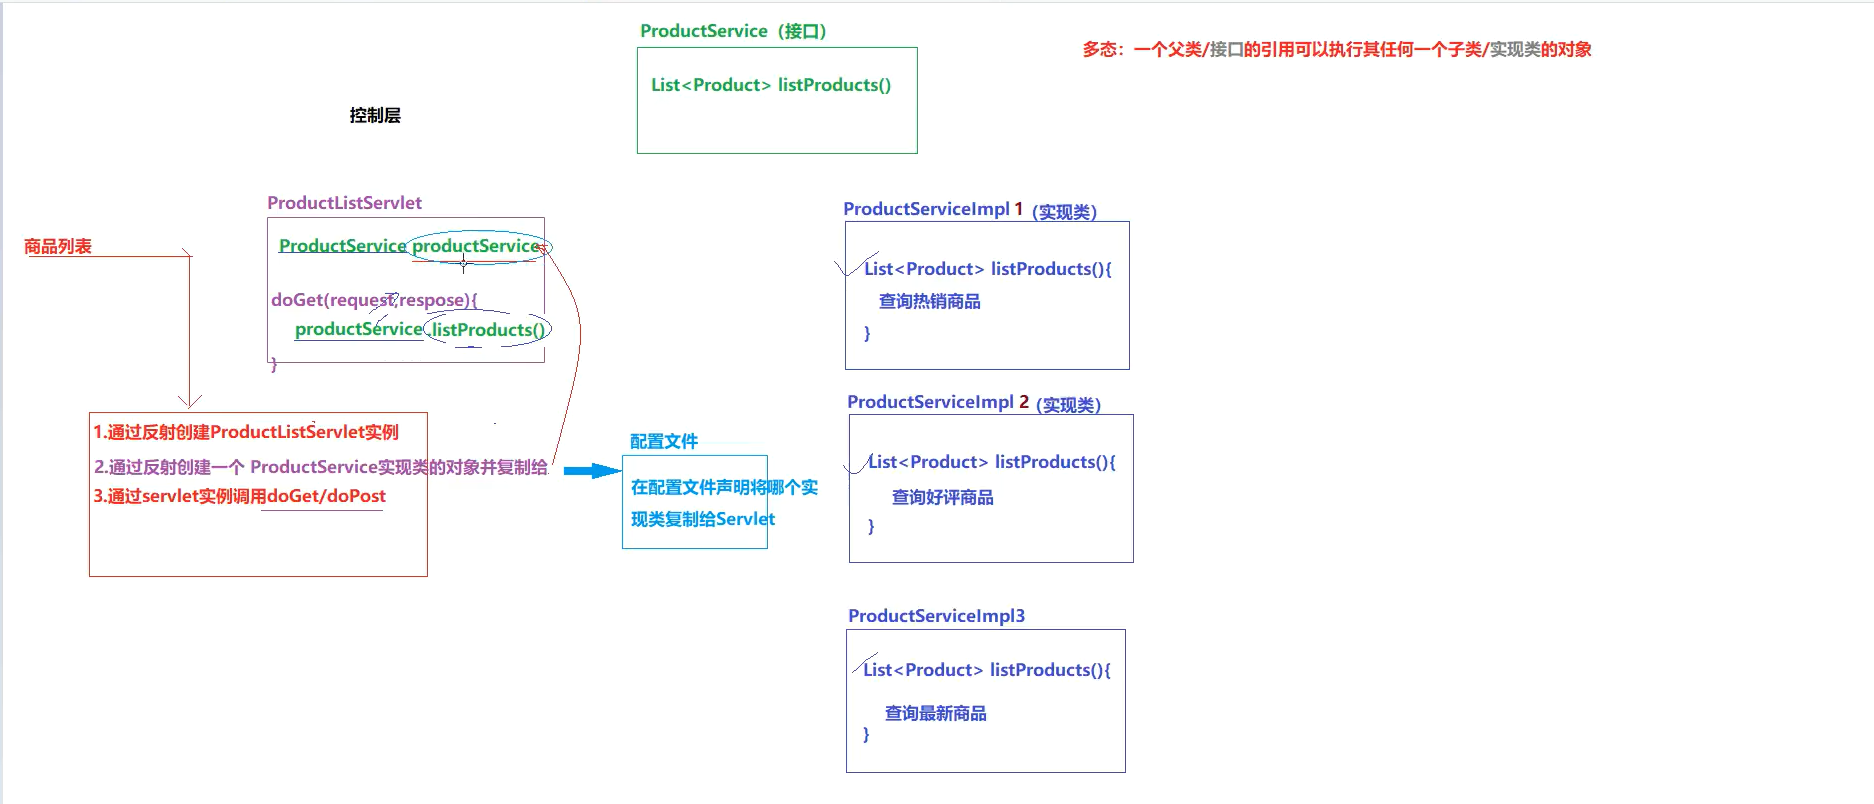 ProductService（接口）
List<Product> listProducts()
多态：一个父类/接口的引用可以执行其任何一个子类/实现类的对象
控制层
商品列表
ProductListServlet
ProductService productService
doGet(request,respose){
productService.listProducts()
}
1.通过反射创建ProductListServlet实例
2.通过反射创建一个 ProductService实现类的对象并复制给
3.通过servlet实例调用doGet/doPost
配置文件
在配置文件声明将哪个实
现类复制给Servlet
ProductServiceImpl 1（实现类）
List<Product> listProducts(){
查询热销商品
}
ProductServiceImpl 2（实现类）
List<Product> listProducts(){
查询好评商品
}
ProductServiceImpl3
List<Product> listProducts(){
查询最新商品
}